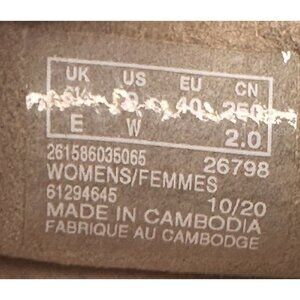 UK US EU CN
40 250
E W 2.0
261586035065 26798
WOMENS/FEMMES
61294645 10/20
MADE IN CAMBODIA
FABRIQUE AU CAMBODGE